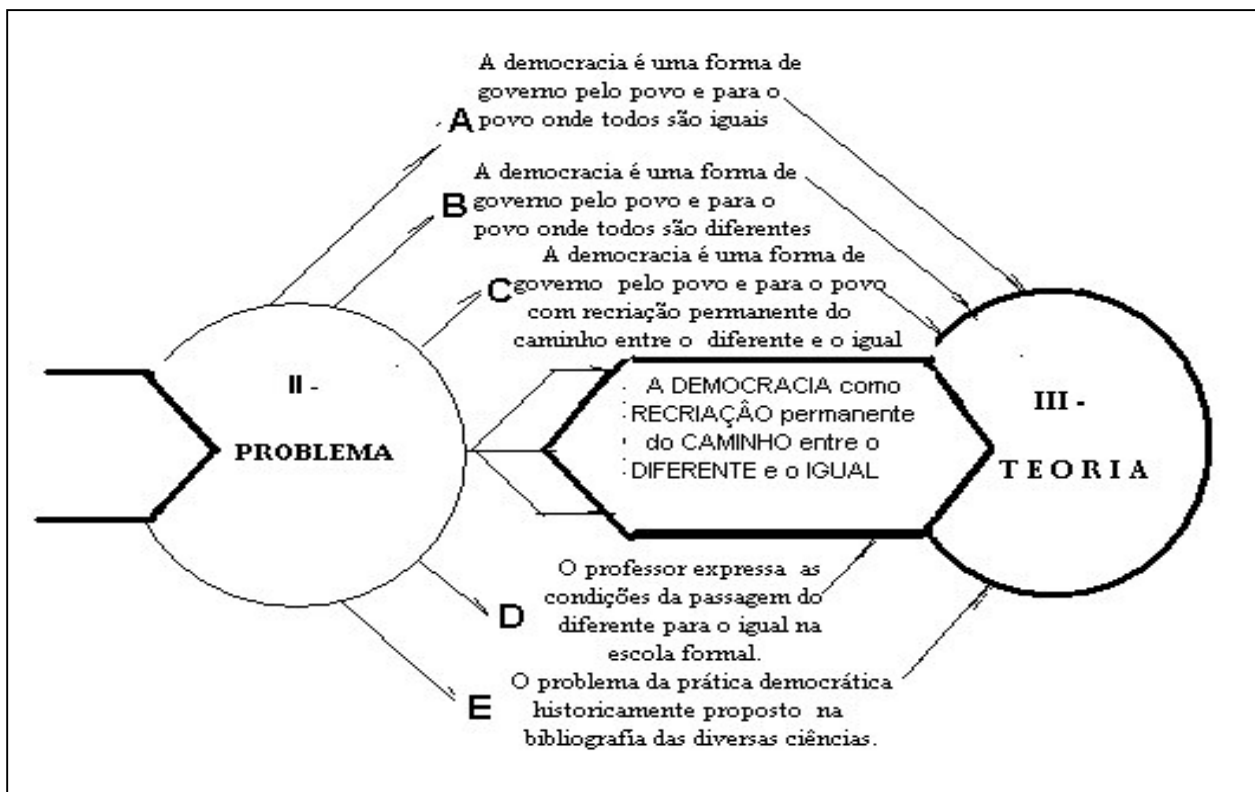 A democracia é uma forma de
governo pelo povo e para o
povo onde todos são iguais
A
A democracia é uma forma de
governo pelo povo e para o
povo onde todos são diferentes
B
A democracia é uma forma de
governo pelo povo e para o povo
com recriação permanente do
caminho entre o diferente e o igual
C
II -
PROBLEMA
A DEMOCRACIA como
RECRIAÇÂO permanente
do CAMINHO entre o
DIFERENTE e o IGUAL
III -
TEORIA
D
O professor expressa as
condições da passagem do
diferente para o igual na
escola formal.
E
O problema da prática democrática
historicamente proposto na
bibliografia das diversas ciências.